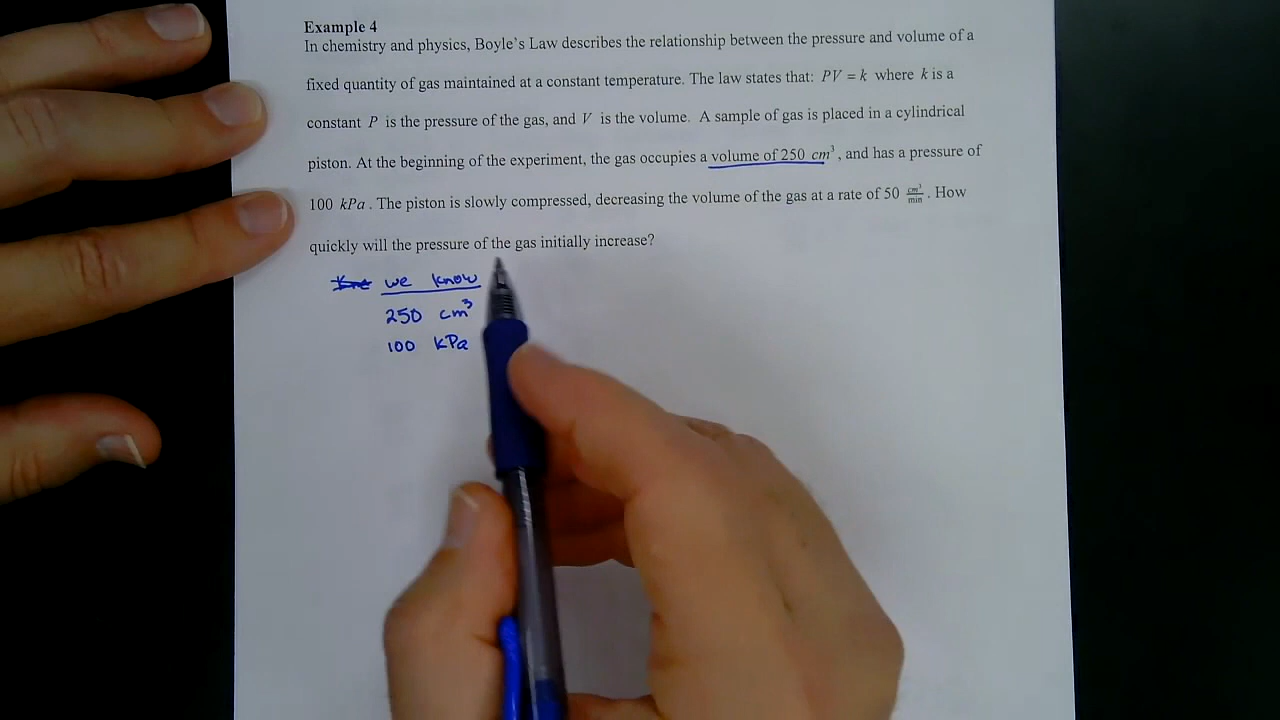 Example 4
In chemistry and physics, Boyle's Law describes the relationship between the pressure and volume of a
fixed quantity of gas maintained at a constant temperature. The law states that: PV = k where k is a
constant P is the pressure of the gas, and V is the volume. A sample of gas is placed in a cylindrical
piston. At the beginning of the experiment, the gas occupies a volume of 250 cm³, and has a pressure of
100 kPa. The piston is slowly compressed, decreasing the volume of the gas at a rate of 50 cm³/min. How
quickly will the pressure of the gas initially increase?
we know
250 cm³
100 kPa